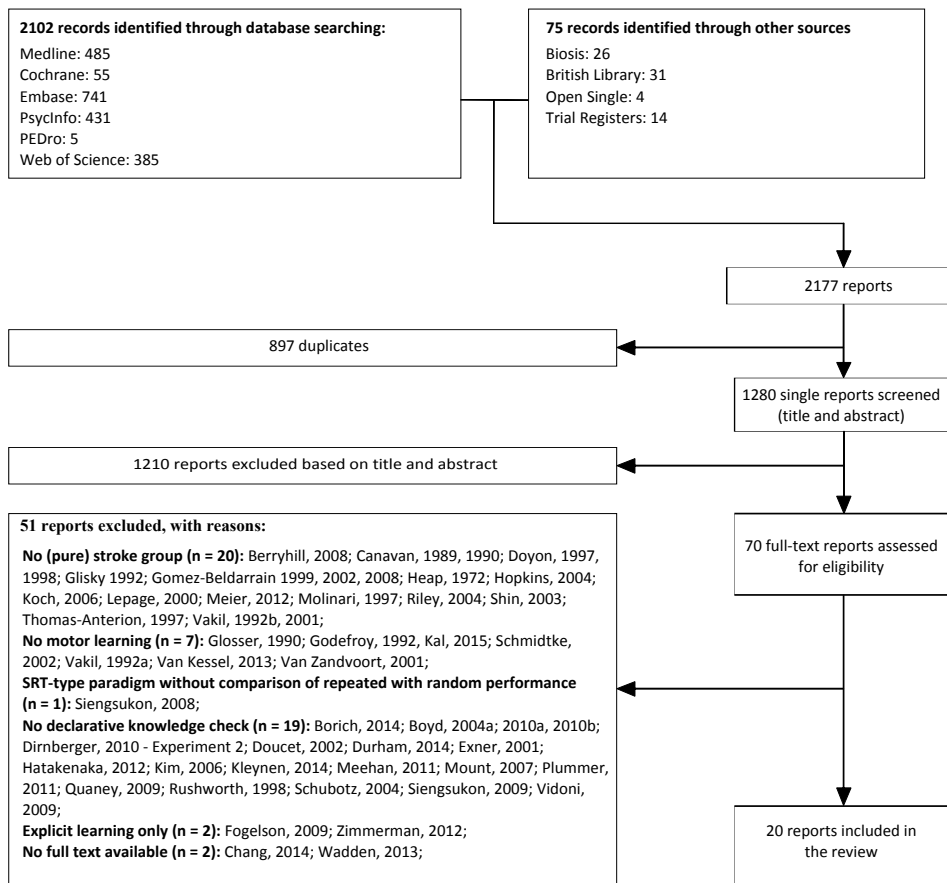 2102 records identified through database searching:
Medline: 485
Cochrane: 55
Embase: 741
PsycInfo: 431
PEDro: 5
Web of Science: 385
75 records identified through other sources
Biosis: 26
British Library: 31
Open Single: 4
Trial Registers: 14
2177 reports
897 duplicates
1280 single reports screened
(title and abstract)
1210 reports excluded based on title and abstract
51 reports excluded, with reasons:
No (pure) stroke group (n = 20): Berryhill, 2008; Canavan, 1989, 1990; Doyon, 1997,
1998; Glisky 1992; Gomez-Beldarrain 1999, 2002, 2008; Heap, 1972; Hopkins, 2004;
Koch, 2006; Lepage, 2000; Meier, 2012; Molinari, 1997; Riley, 2004; Shin, 2003;
Thomas-Anterion, 1997; Vakil, 1992b, 2001;
No motor learning (n = 7): Glosser, 1990; Godefroy, 1992, Kal, 2015; Schmidtke,
2002; Vakil, 1992a; Van Kessel, 2013; Van Zandvoort, 2001;
SRT-type paradigm without comparison of repeated with random performance
(n = 1): Siengsukon, 2008;
No declarative knowledge check (n = 19): Borich, 2014; Boyd, 2004a; 2010a, 2010b;
Dirnberger, 2010 - Experiment 2; Doucet, 2002; Durham, 2014; Exner, 2001;
Hatakenaka, 2012; Kim, 2006; Kleynen, 2014; Meehan, 2011; Mount, 2007; Plummer,
2011; Quaney, 2009; Rushworth, 1998; Schubotz, 2004; Siengsukon, 2009; Vidoni,
2009;
Explicit learning only (n = 2): Fogelson, 2009; Zimmerman, 2012;
No full text available (n = 2): Chang, 2014; Wadden, 2013;
70 full-text reports assessed
for eligibility
20 reports included in
the review